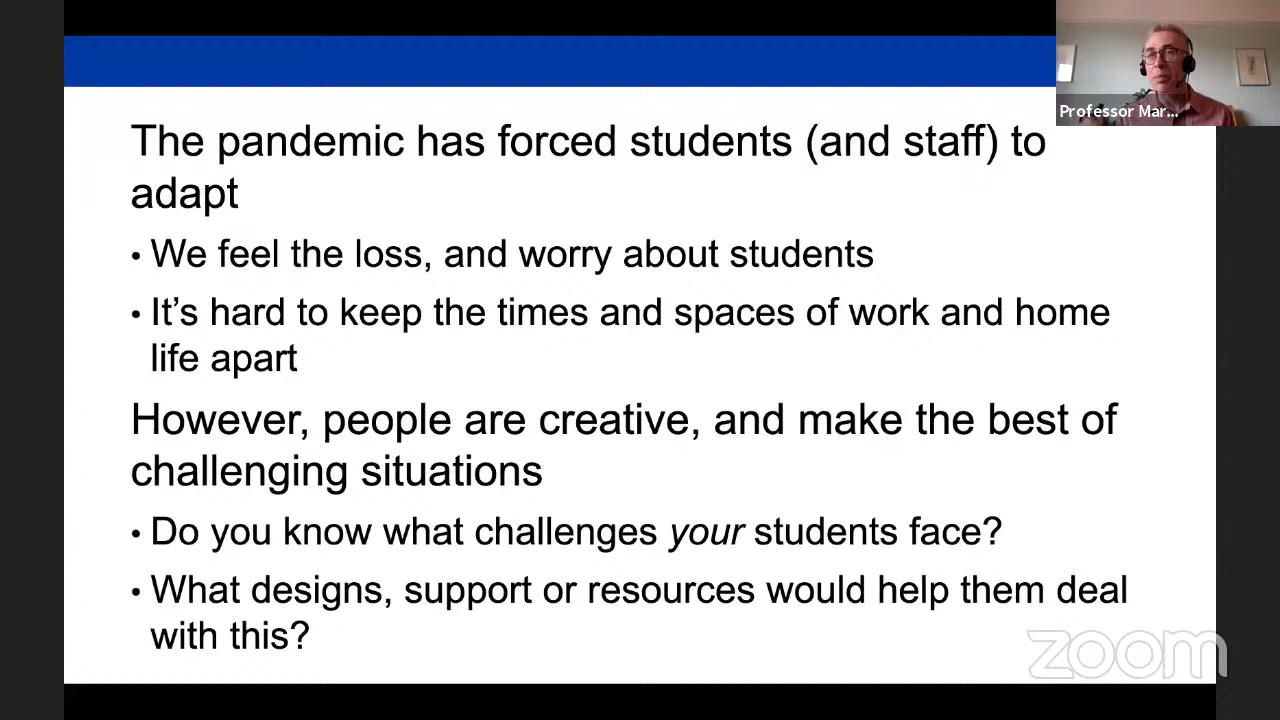 Professor Mar...
The pandemic has forced students (and staff) to
adapt
• We feel the loss, and worry about students
• It’s hard to keep the times and spaces of work and home
life apart
However, people are creative, and make the best of
challenging situations
• Do you know what challenges your students face?
• What designs, support or resources would help them deal
with this?
zoom